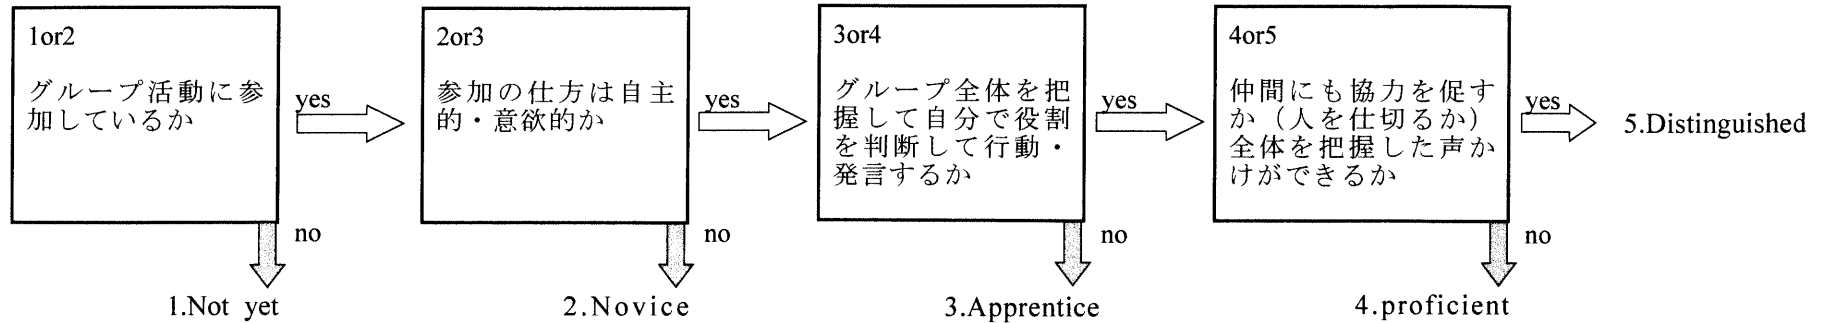 1or2
グループ活動に参
加しているか
yes
no
1.Not yet
2or3
参加の仕方は自主
的・意欲的か
yes
no
2.Novice
3or4
グループ全体を把
握して自分で役割
を判断して行動・
発言するか
yes
no
3.Apprentice
4or5
仲間にも協力を促す
か（人を仕切るか）
全体を把握した声か
けができるか
yes
no
4.proficient
5.Distinguished